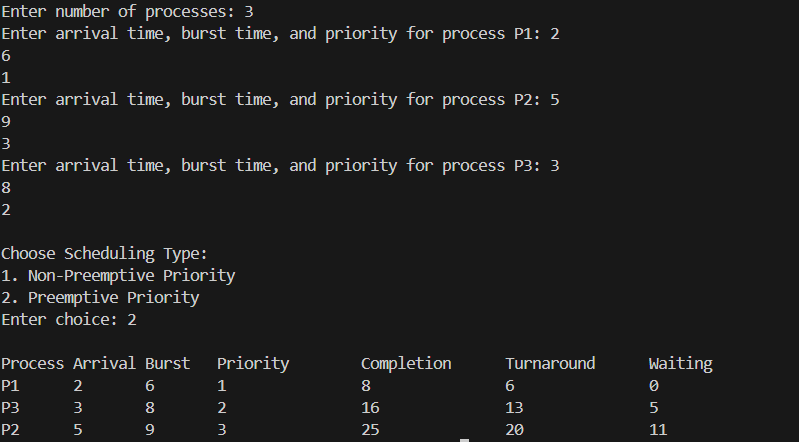 Enter number of processes: 3
Enter arrival time, burst time, and priority for process P1: 2
6
1
Enter arrival time, burst time, and priority for process P2: 5
9
3
Enter arrival time, burst time, and priority for process P3: 3
8
2

Choose Scheduling Type:
1. Non-Preemptive Priority
2. Preemptive Priority
Enter choice: 2

Process Arrival Burst   Priority        Completion      Turnaround      Waiting
P1      2       6       1               8               6               0
P3      3       8       2               16              13              5
P2      5       9       3               25              20              11